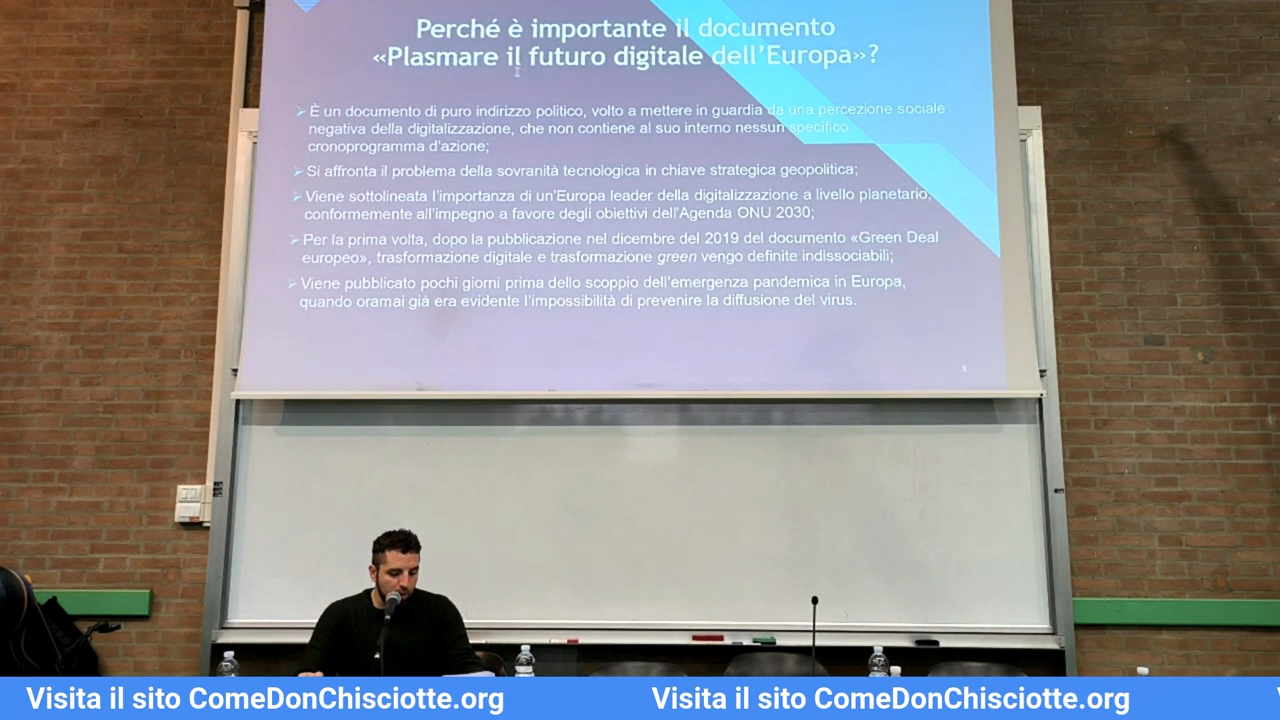 Perché è importante il documento
«Plasmare il futuro digitale dell'Europa»?
È un documento di puro indirizzo politico, volto a mettere in guardia da una percezione sociale
negativa della digitalizzazione, che non contiene al suo interno nessun specifico
cronoprogramma d'azione;
Si affronta il problema della sovranità tecnologica in chiave strategica geopolitica;
Viene sottolineata l'importanza di un'Europa leader della digitalizzazione a livello planetario,
conformemente all'impegno a favore degli obiettivi dell'Agenda ONU 2030;
Per la prima volta, dopo la pubblicazione nel dicembre del 2019 del documento «Green Deal
europeo», trasformazione digitale e trasformazione green vengo definite indissociabili;
Viene pubblicato pochi giorni prima dello scoppio dell'emergenza pandemica in Europa,
quando oramai già era evidente l'impossibilità di prevenire la diffusione del virus.
Visita il sito ComeDonChisciotte.org
Visita il sito ComeDonChisciotte.org